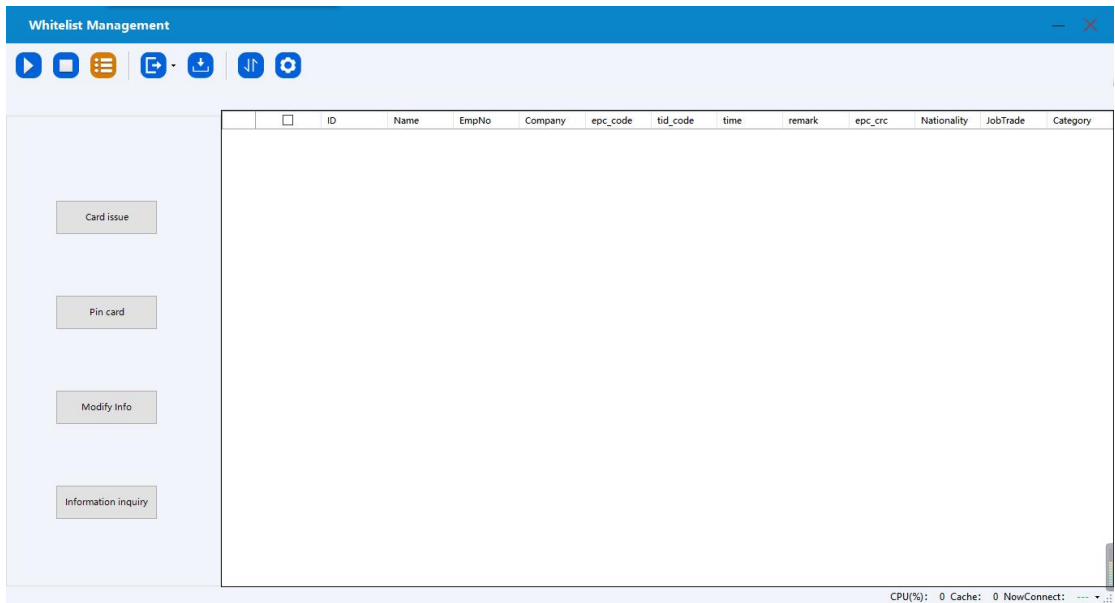 Whitelist Management
ID Name EmpNo Company epc_code tid_code time remark epc_crc Nationality JobTrade Category
Card issue
Pin card
Modify Info
Information inquiry
CPU(%): 0 Cache: 0 NowConnect: ---